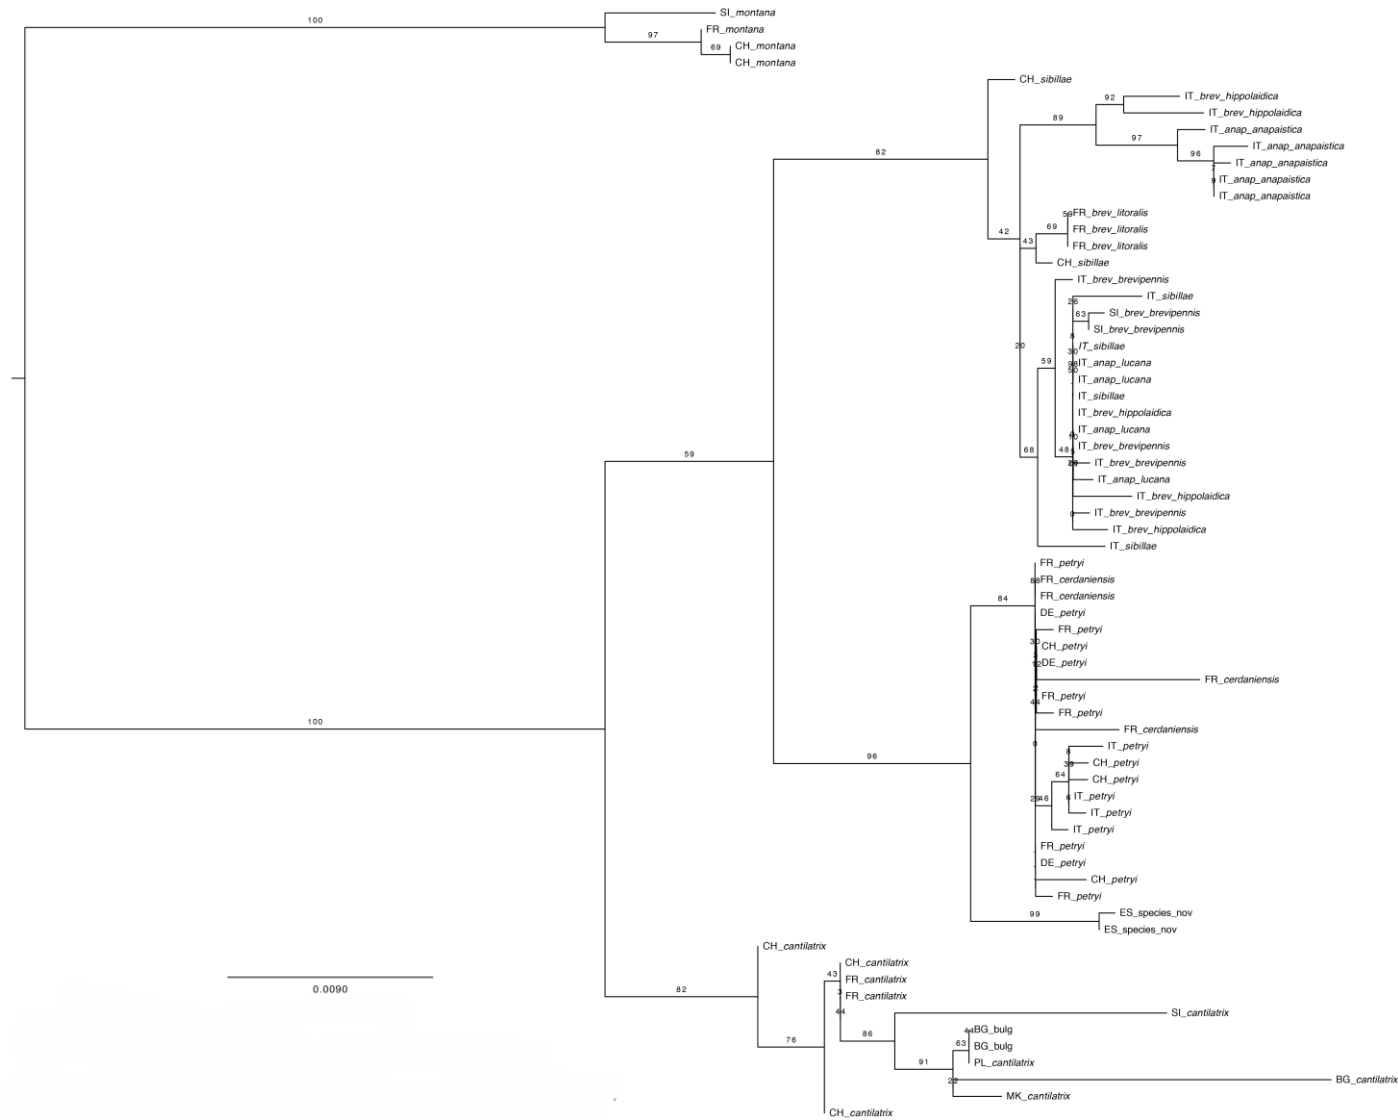 100
SI_montana
97
FR_montana
69
CH_montana
CH_montana
CH_sibillae
92
IT_brev_hippolaidica
IT_brev_hippolaidica
89
IT_anap_anapaistica
97
IT_anap_anapaistica
96
IT_anap_anapaistica
IT_anap_anapaistica
IT_anap_anapaistica
82
FR_brev_litoralis
69
FR_brev_litoralis
42
43
FR_brev_litoralis
CH_sibillae
IT_brev_brevipennis
IT_sibillae
63
SI_brev_brevipennis
SI_brev_brevipennis
20
IT_sibillae
59
IT_anap_lucana
IT_anap_lucana
IT_sibillae
IT_brev_hippolaidica
IT_anap_lucana
68
48
IT_brev_brevipennis
IT_brev_brevipennis
IT_anap_lucana
IT_brev_hippolaidica
0
IT_brev_brevipennis
IT_brev_hippolaidica
IT_sibillae
59
FR_petryi
FR_cerdaniensis
84
FR_cerdaniensis
DE_petryi
FR_petryi
CH_petryi
DE_petryi
FR_cerdaniensis
FR_petryi
44
FR_petryi
FR_cerdaniensis
0
IT_petryi
96
CH_petryi
64
CH_petryi
46
IT_petryi
IT_petryi
IT_petryi
FR_petryi
DE_petryi
CH_petryi
FR_petryi
99
ES_species_nov
ES_species_nov
100
CH_cantilatrix
CH_cantilatrix
43
FR_cantilatrix
82
FR_cantilatrix
44
SI_cantilatrix
86
BG_bulg
76
63
BG_bulg
91
PL_cantilatrix
22
BG_cantilatrix
MK_cantilatrix
CH_cantilatrix
0.0090